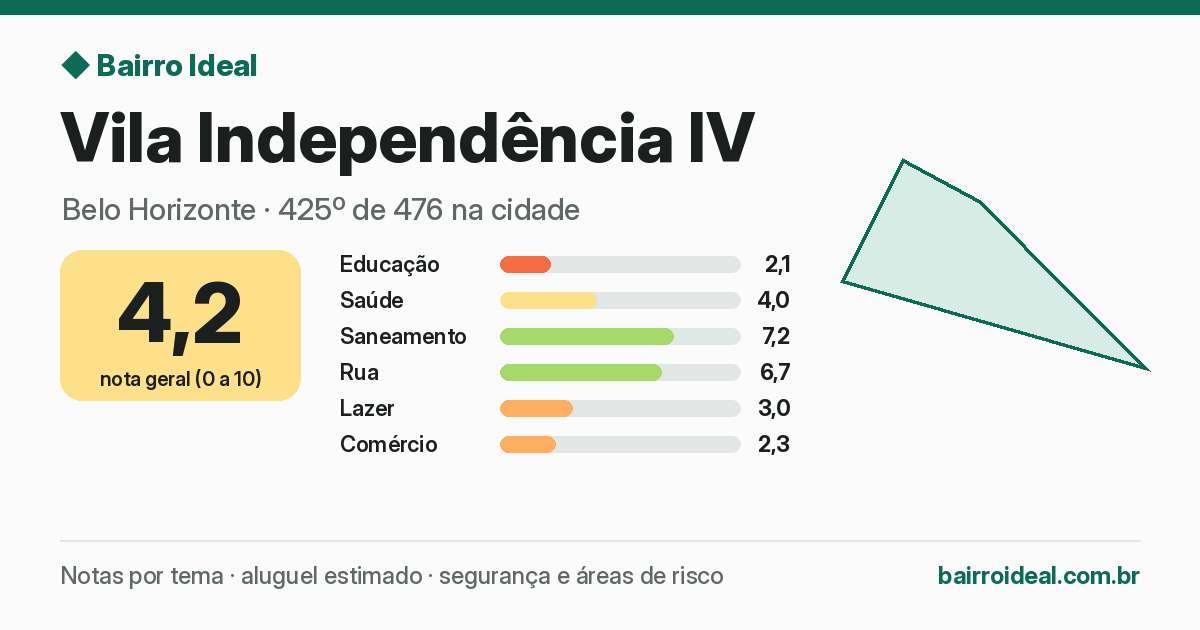 Bairro Ideal
Vila Independência IV
Belo Horizonte · 425º de 476 na cidade
4,2
nota geral (0 a 10)
Educação 2,1
Saúde 4,0
Saneamento 7,2
Rua 6,7
Lazer 3,0
Comércio 2,3
Notas por tema · aluguel estimado · segurança e áreas de risco
bairroideal.com.br